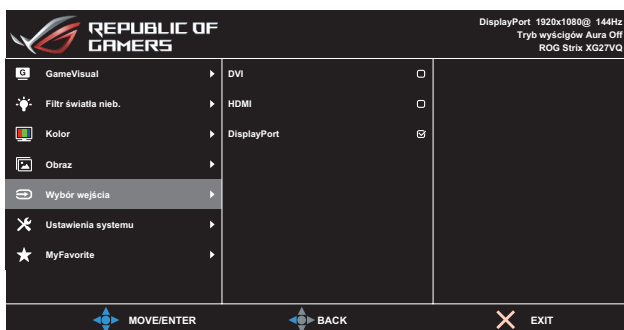 REPUBLIC OF
GAMERS
DisplayPort 1920x1080@ 144Hz
Tryb wyścigów Aura Off
ROG Strix XG27VQ
G GameVisual
Filtr światła nieb.
Kolor
Obraz
Wybór wejścia
Ustawienia systemu
MyFavorite
DVI
HDMI
DisplayPort
MOVE/ENTER
BACK
EXIT